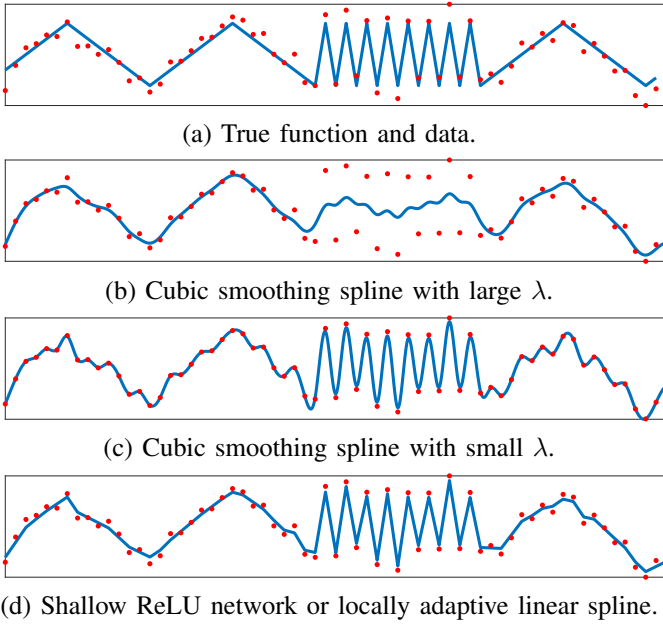 (a) True function and data.
(b) Cubic smoothing spline with large λ.
(c) Cubic smoothing spline with small λ.
(d) Shallow ReLU network or locally adaptive linear spline.